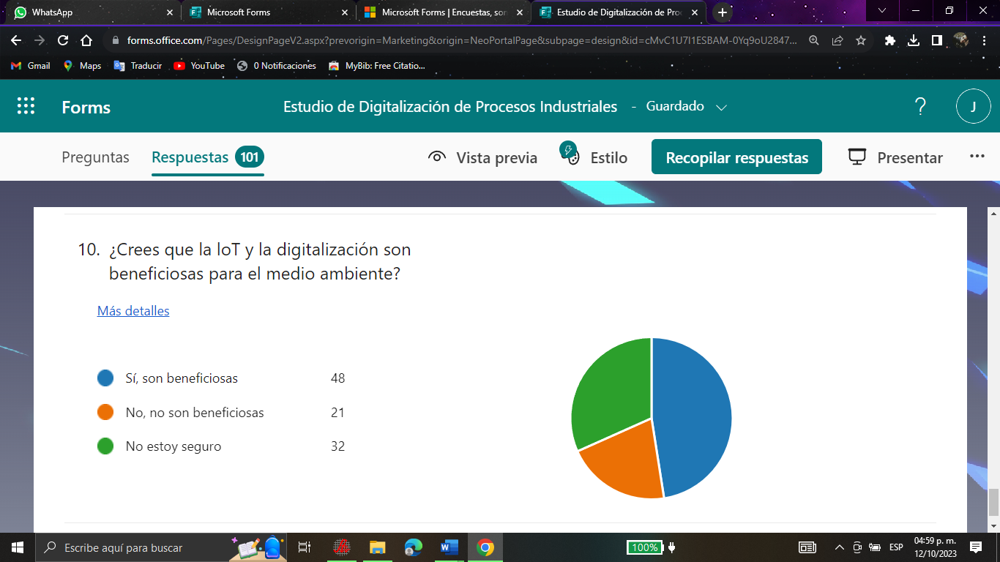 WhatsApp
Microsoft Forms
Microsoft Forms | Encuestas, son
Estudio de Digitalización de Proc
forms.office.com/Pages/DesignPageV2.aspx?prevorigin=Marketing&origin=NeoPortalPage&subpage=design&id=cMvC1U7I1ESBAM-0Yq9oU2847...
Gmail
Maps
Traducir
YouTube
0 Notificaciones
MyBib: Free Citatio...
Forms
Estudio de Digitalización de Procesos Industriales - Guardado
?
J
Preguntas
Respuestas 101
Vista previa
Estilo
Recopilar respuestas
Presentar
10. ¿Crees que la IoT y la digitalización son
beneficiosas para el medio ambiente?
Más detalles
Sí, son beneficiosas 48
No, no son beneficiosas 21
No estoy seguro 32
Escribe aquí para buscar
100%
ESP
04:59 p. m.
12/10/2023